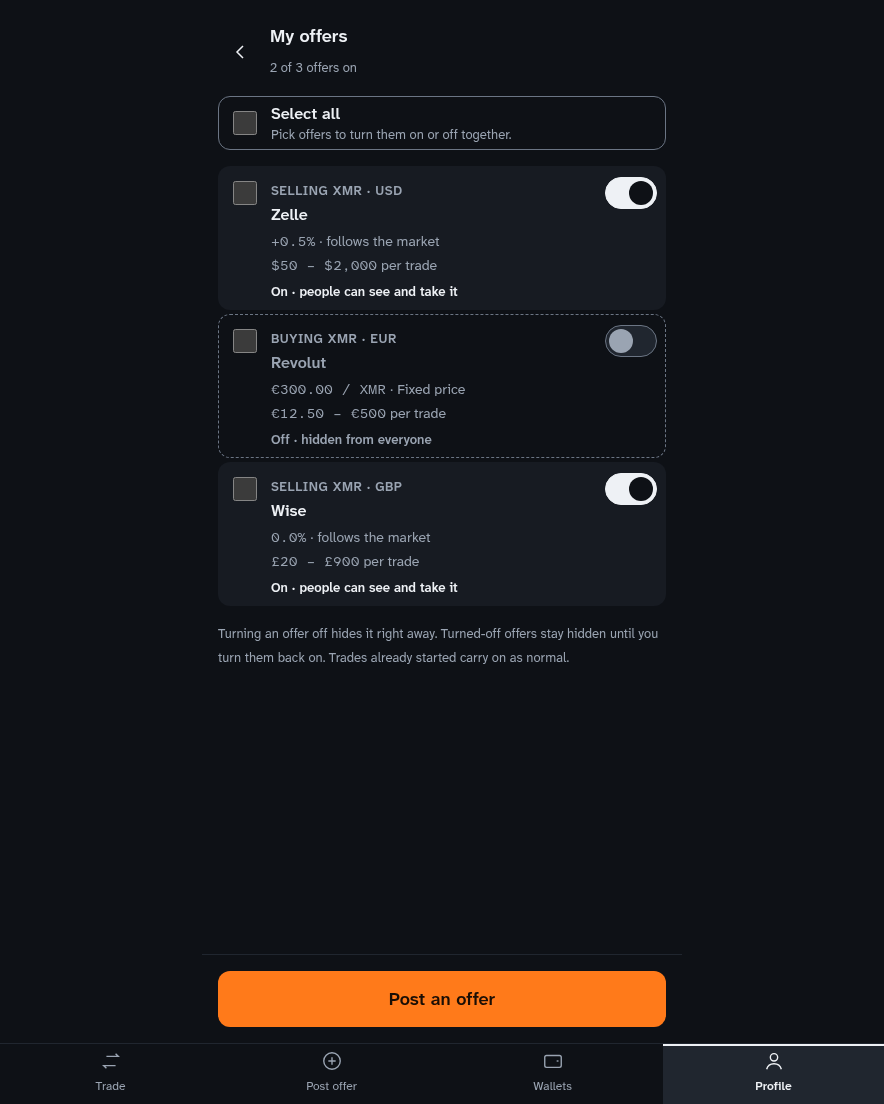 My offers
2 of 3 offers on
Select all
Pick offers to turn them on or off together.
SELLING XMR · USD
Zelle
+0.5% · follows the market
$50 – $2,000 per trade
On · people can see and take it
BUYING XMR · EUR
Revolut
€300.00 / XMR · Fixed price
€12.50 – €500 per trade
Off · hidden from everyone
SELLING XMR · GBP
Wise
0.0% · follows the market
£20 – £900 per trade
On · people can see and take it
Turning an offer off hides it right away. Turned-off offers stay hidden until you
turn them back on. Trades already started carry on as normal.
Post an offer
Trade
Post offer
Wallets
Profile